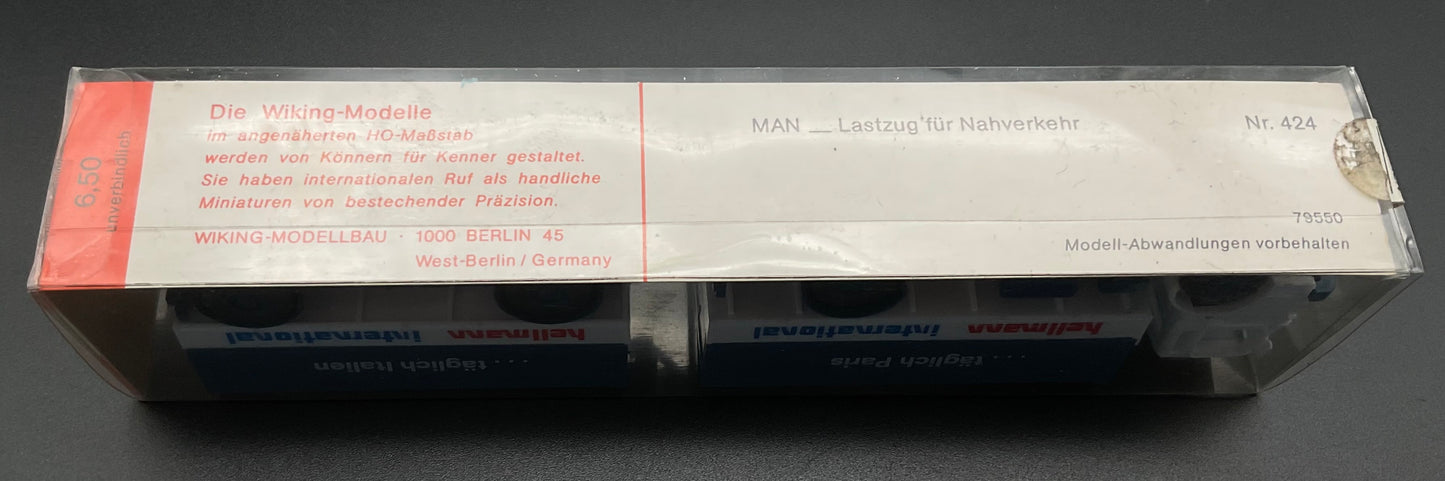 6,50
unverbindlich
Die Wiking-Modelle
im angenäherten HO-Maßstab
werden von Könnern für Kenner gestaltet.
Sie haben internationalen Ruf als handliche
Miniaturen von bestechender Präzision.
WIKING-MODELLBAU · 1000 BERLIN 45
West-Berlin / Germany
MAN — Lastzug für Nahverkehr
Nr. 424
79550
Modell-Abwandlungen vorbehalten
hellmann international
... täglich Italien
hellmann international
... täglich Paris